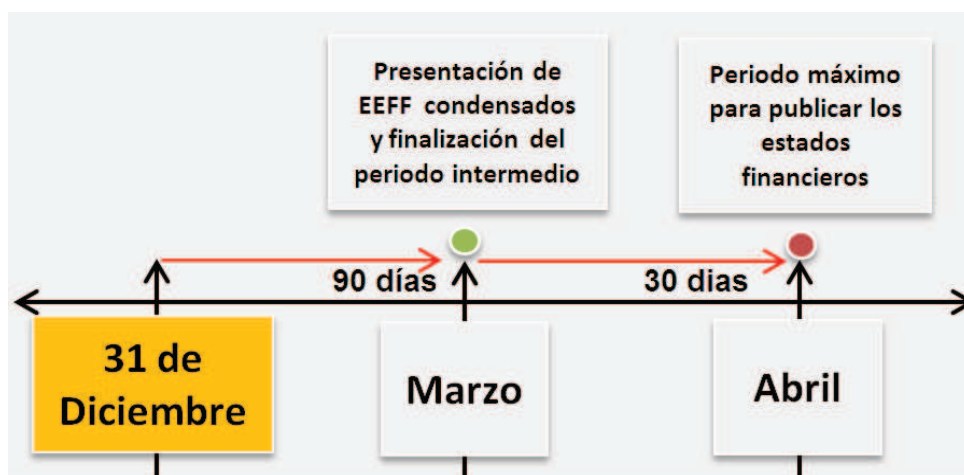 Presentación de
EEFF condensados
y finalización del
periodo intermedio
Periodo máximo
para publicar los
estados
financieros
90 días
30 dias
31 de
Diciembre
Marzo
Abril